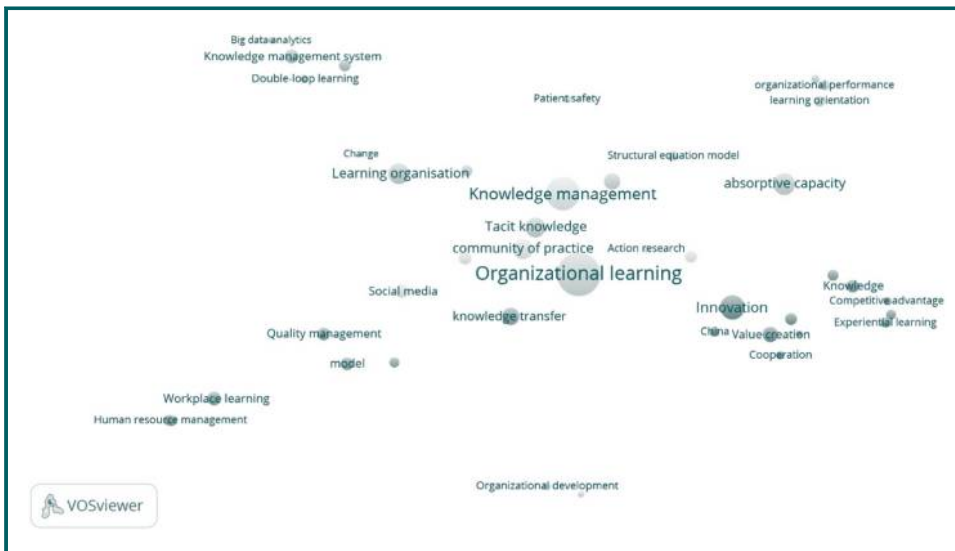 Big data analytics
Knowledge management system
Double-loop learning
organizational performance
learning orientation
Patient safety
Change
Learning organisation
Structural equation model
Knowledge management
absorptive capacity
Tacit knowledge
community of practice
Action research
Organizational learning
Social media
Knowledge
Competitive advantage
Innovation
knowledge transfer
Experiential learning
China
Value creation
Quality management
Cooperation
model
Workplace learning
Human resource management
Organizational development
VOSviewer